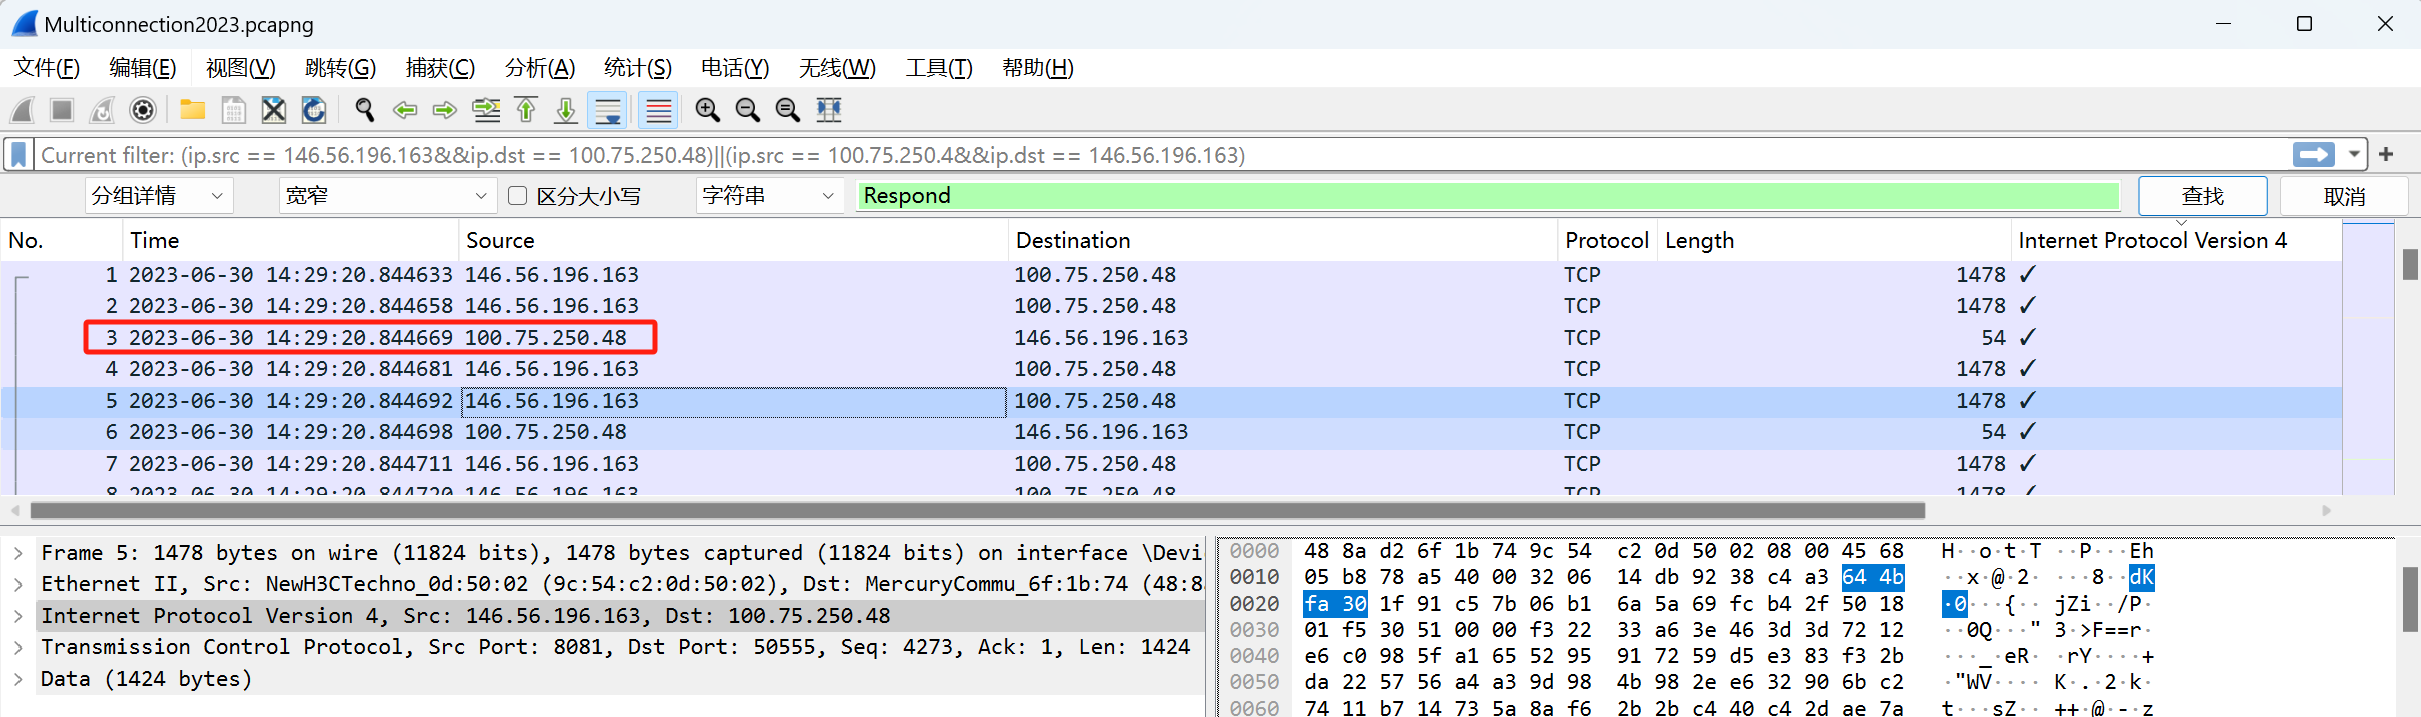 Multiconnection2023.pcapng
文件(F) 编辑(E) 视图(V) 跳转(G) 捕获(C) 分析(A) 统计(S) 电话(Y) 无线(W) 工具(T) 帮助(H)
Current filter: (ip.src == 146.56.196.163&&ip.dst == 100.75.250.48)||(ip.src == 100.75.250.4&&ip.dst == 146.56.196.163)
分组详情 宽窄 区分大小写 字符串 Respond 查找 取消
No. Time Source Destination Protocol Length Internet Protocol Version 4
1 2023-06-30 14:29:20.844633 146.56.196.163 100.75.250.48 TCP 1478 ✓
2 2023-06-30 14:29:20.844658 146.56.196.163 100.75.250.48 TCP 1478 ✓
3 2023-06-30 14:29:20.844669 100.75.250.48 146.56.196.163 TCP 54 ✓
4 2023-06-30 14:29:20.844681 146.56.196.163 100.75.250.48 TCP 1478 ✓
5 2023-06-30 14:29:20.844692 146.56.196.163 100.75.250.48 TCP 1478 ✓
6 2023-06-30 14:29:20.844698 100.75.250.48 146.56.196.163 TCP 54 ✓
7 2023-06-30 14:29:20.844711 146.56.196.163 100.75.250.48 TCP 1478 ✓
8 2023-06-30 14:29:20.844720 146.56.196.163 100.75.250.48 TCP 1478 ✓
Frame 5: 1478 bytes on wire (11824 bits), 1478 bytes captured (11824 bits) on interface \Devi
Ethernet II, Src: NewH3CTechno_0d:50:02 (9c:54:c2:0d:50:02), Dst: MercuryCommu_6f:1b:74 (48:8a
Internet Protocol Version 4, Src: 146.56.196.163, Dst: 100.75.250.48
Transmission Control Protocol, Src Port: 8081, Dst Port: 50555, Seq: 4273, Ack: 1, Len: 1424
Data (1424 bytes)
0000 48 8a d2 6f 1b 74 9c 54 c2 0d 50 02 08 00 45 68 H··o·t·T ··P···Eh
0010 05 b8 78 a5 40 00 32 06 14 db 92 38 c4 a3 64 4b ··x·@·2· ···8··dK
0020 fa 30 1f 91 c5 7b 06 b1 6a 5a 69 fc b4 2f 50 18 ·0···{·· jZi··/P·
0030 01 f5 30 51 00 00 f3 22 33 a6 3e 46 3d 3d 72 12 ··0Q···" 3·>F==r·
0040 e6 c0 98 5f a1 65 52 95 91 72 59 d5 e3 83 f3 2b ···_·eR· ·rY····+
0050 da 22 57 56 a4 a3 9d 98 4b 98 2e e6 32 90 6b c2 ·"WV···· K·.·2·k·
0060 74 11 b7 14 73 5a 8a f6 2b 2b c4 40 c4 2d ae 7a t···sZ·· ++·@·-·z